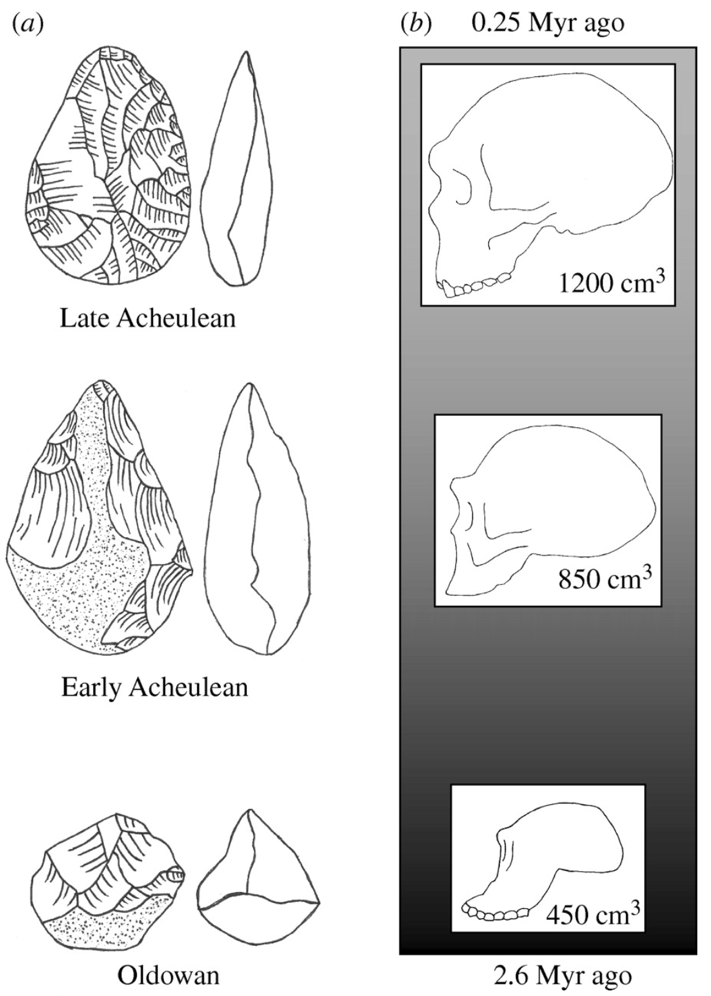 (a)
Late Acheulean
Early Acheulean
Oldowan
(b) 0.25 Myr ago
1200 cm³
850 cm³
450 cm³
2.6 Myr ago